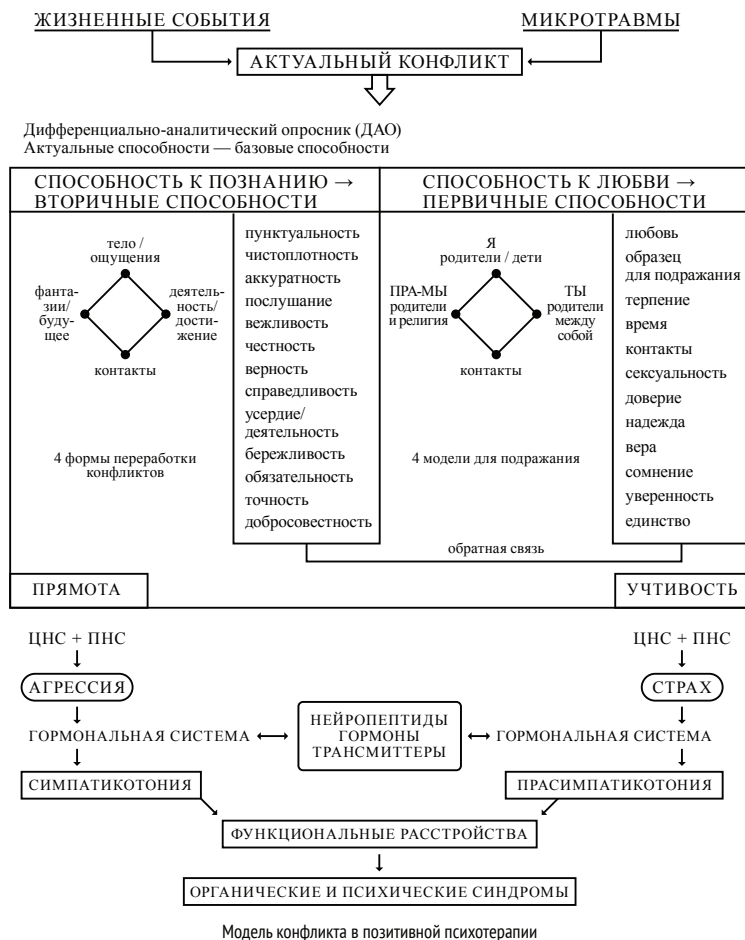 ЖИЗНЕННЫЕ СОБЫТИЯ
МИКРОТРАВМЫ
АКТУАЛЬНЫЙ КОНФЛИКТ
Дифференциально-аналитический опросник (ДАО)
Актуальные способности — базовые способности
СПОСОБНОСТЬ К ПОЗНАНИЮ →
ВТОРИЧНЫЕ СПОСОБНОСТИ
тело /
ощущения
фанта-
зии/
буду-
щее
деятель-
ность/
дости-
жение
контакты
4 формы переработки
конфликтов
пунктуальность
чистоплотность
аккуратность
послушание
вежливость
честность
верность
справедливость
усердие/
деятельность
бережливость
обязательность
точность
добросовестность
СПОСОБНОСТЬ К ЛЮБВИ →
ПЕРВИЧНЫЕ СПОСОБНОСТИ
Я
родители / дети
ПРА-МЫ
родители
и религия
ТЫ
родители
между
собой
контакты
4 модели для подражания
любовь
образец
для подражания
терпение
время
контакты
сексуальность
доверие
надежда
вера
сомнение
уверенность
единство
обратная связь
ПРЯМОТА
УЧТИВОСТЬ
ЦНС + ПНС
ЦНС + ПНС
АГРЕССИЯ
СТРАХ
ГОРМОНАЛЬНАЯ СИСТЕМА
НЕЙРОПЕПТИДЫ
ГОРМОНЫ
ТРАНСМИТТЕРЫ
ГОРМОНАЛЬНАЯ СИСТЕМА
СИМПАТИКОТОНИЯ
ПРАСИМПАТИКОТОНИЯ
ФУНКЦИОНАЛЬНЫЕ РАССТРОЙСТВА
ОРГАНИЧЕСКИЕ И ПСИХИЧЕСКИЕ СИНДРОМЫ
Модель конфликта в позитивной психотерапии